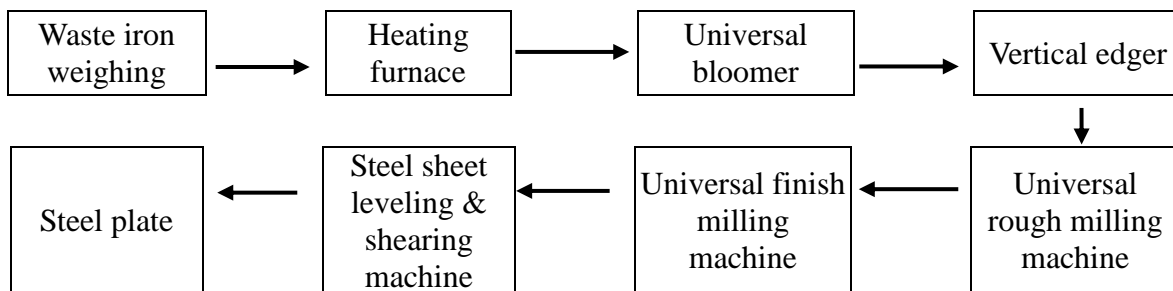 Waste iron
weighing
Heating
furnace
Universal
bloomer
Vertical edger
Universal
rough milling
machine
Universal finish
milling
machine
Steel sheet
leveling &
shearing
machine
Steel plate